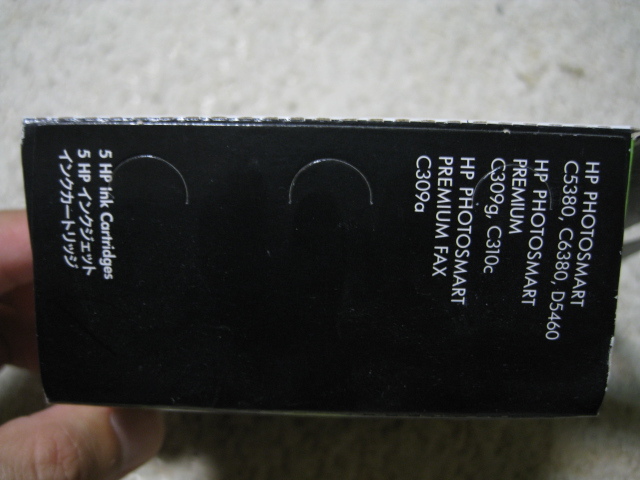 HP PHOTOSMART
C5380, C6380, D5460
HP PHOTOSMART
PREMIUM
C309g, C310c
HP PHOTOSMART
PREMIUM FAX
C309a
5 HP Ink Cartridges
5 HP インクジェット
インクカートリッジ